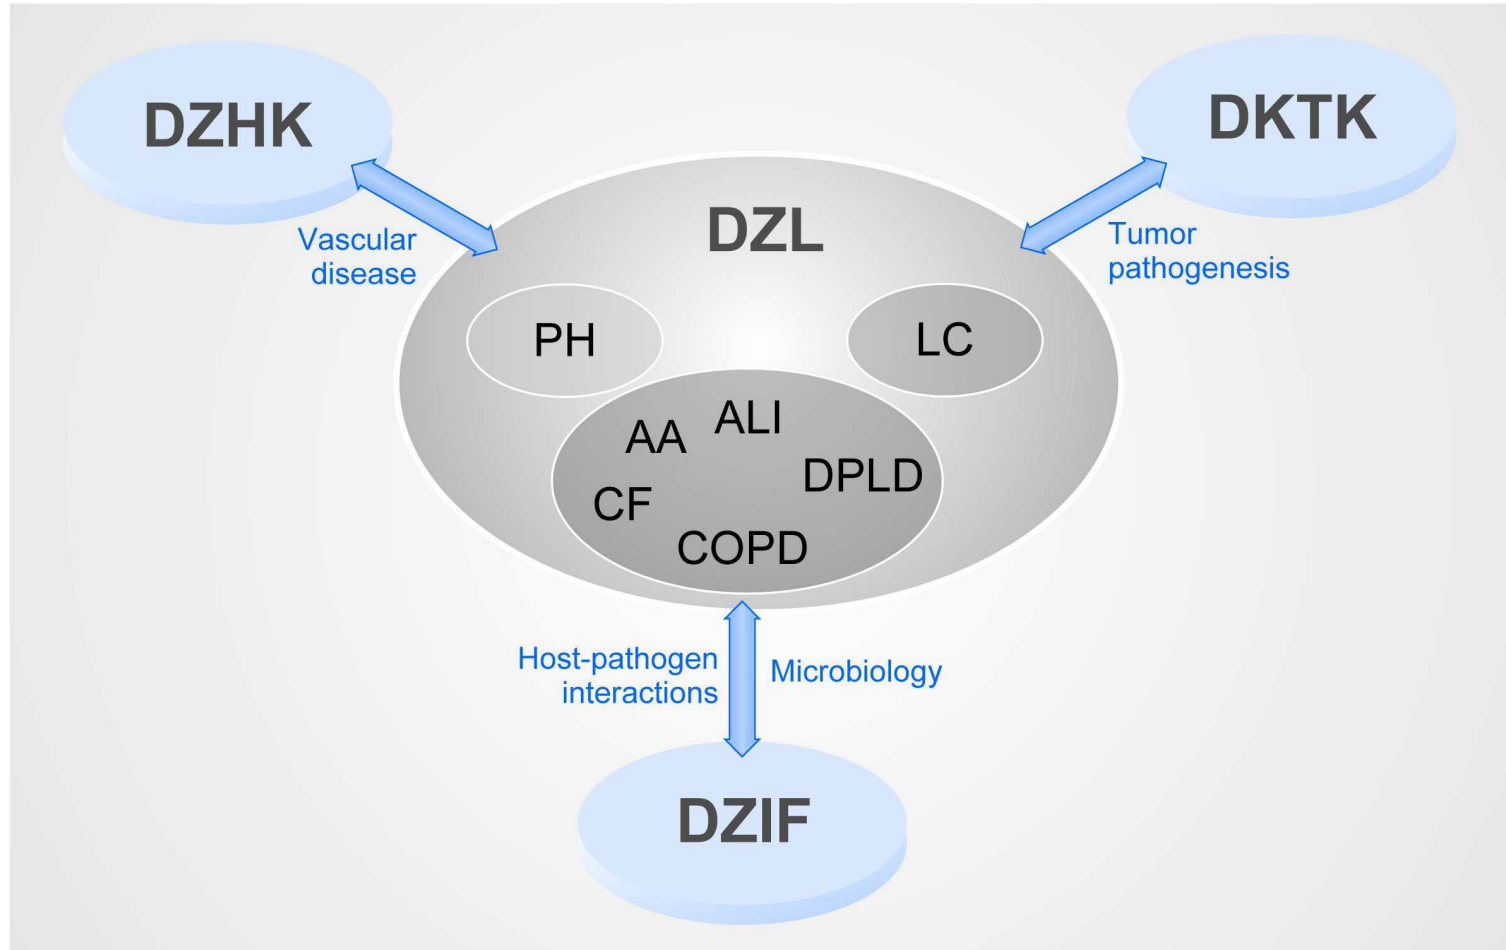 DZHK
DKTK
Vascular
disease
DZL
Tumor
pathogenesis
PH
LC
AA
ALI
DPLD
CF
COPD
Host-pathogen
interactions
Microbiology
DZIF